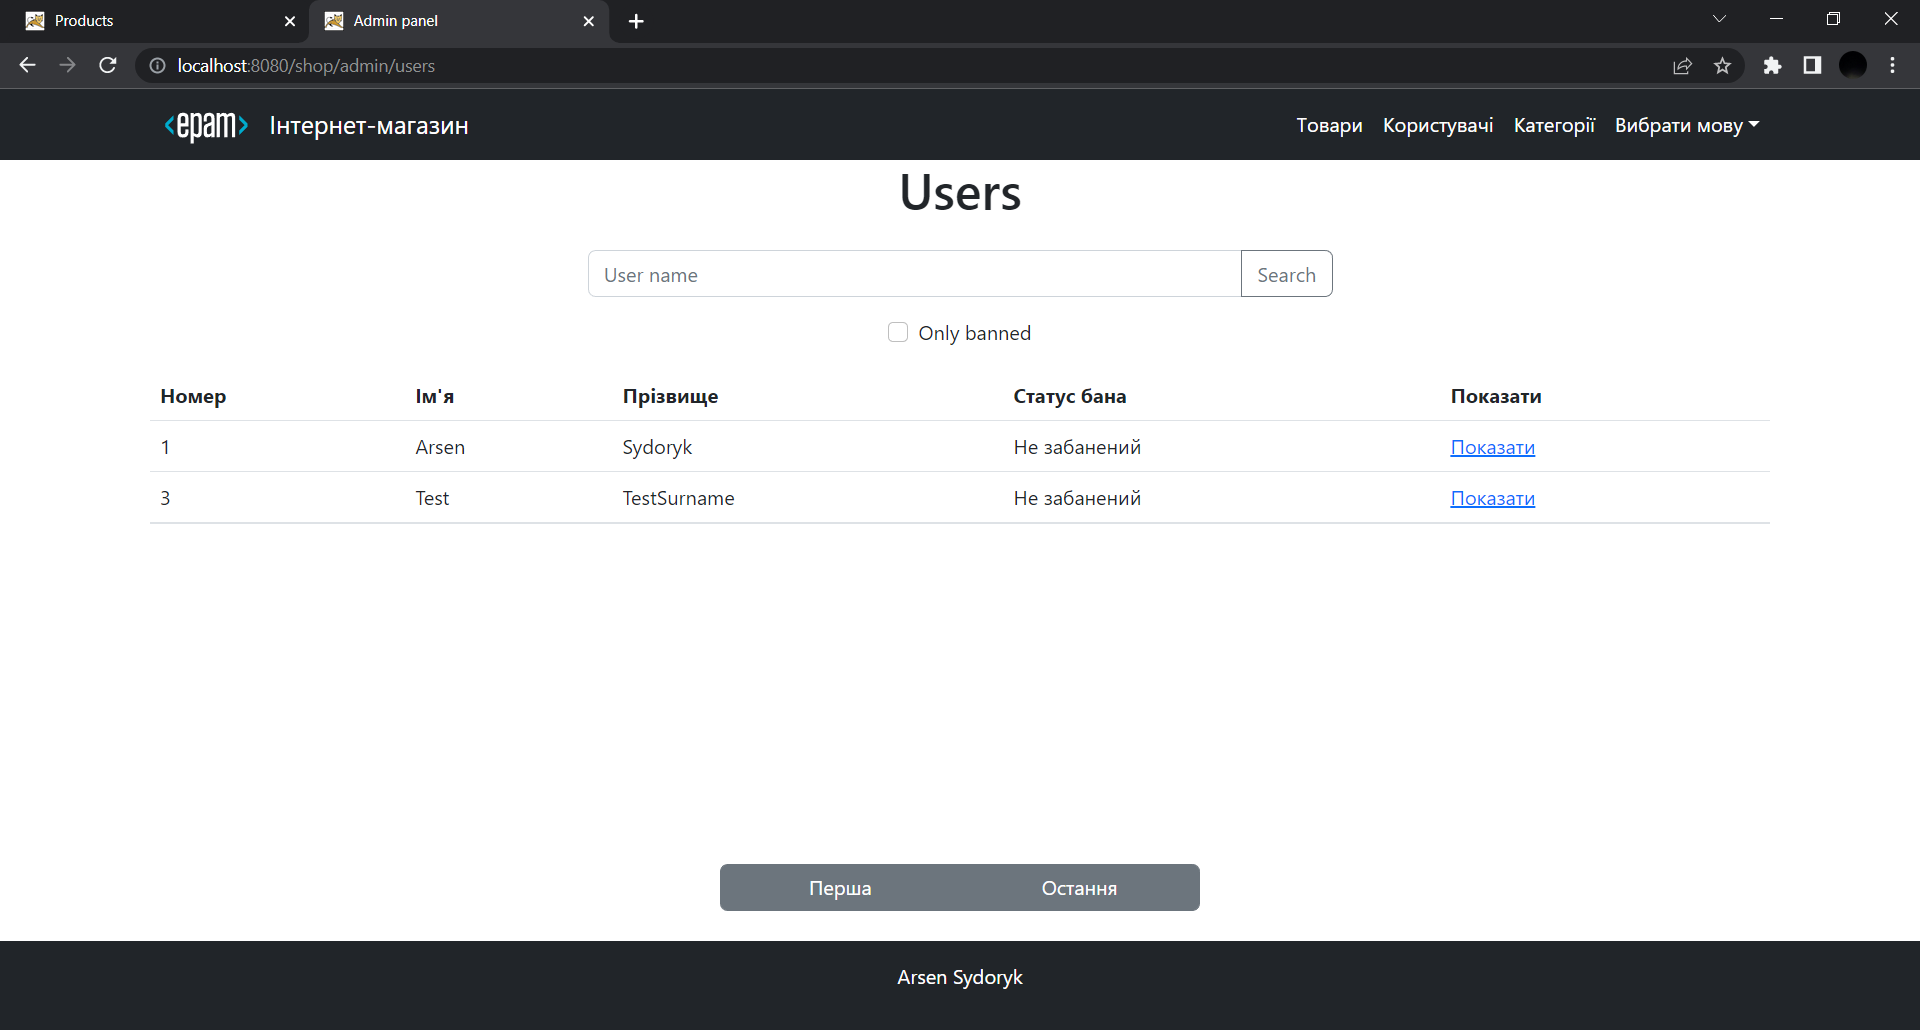 Products
Admin panel
localhost:8080/shop/admin/users
<epam> Інтернет-магазин Товари Користувачі Категорії Вибрати мову
Users
User name Search
Only banned
Номер Ім'я Прізвище Статус бана Показати
1 Arsen Sydoryk Не забанений Показати
3 Test TestSurname Не забанений Показати
Перша Остання
Arsen Sydoryk